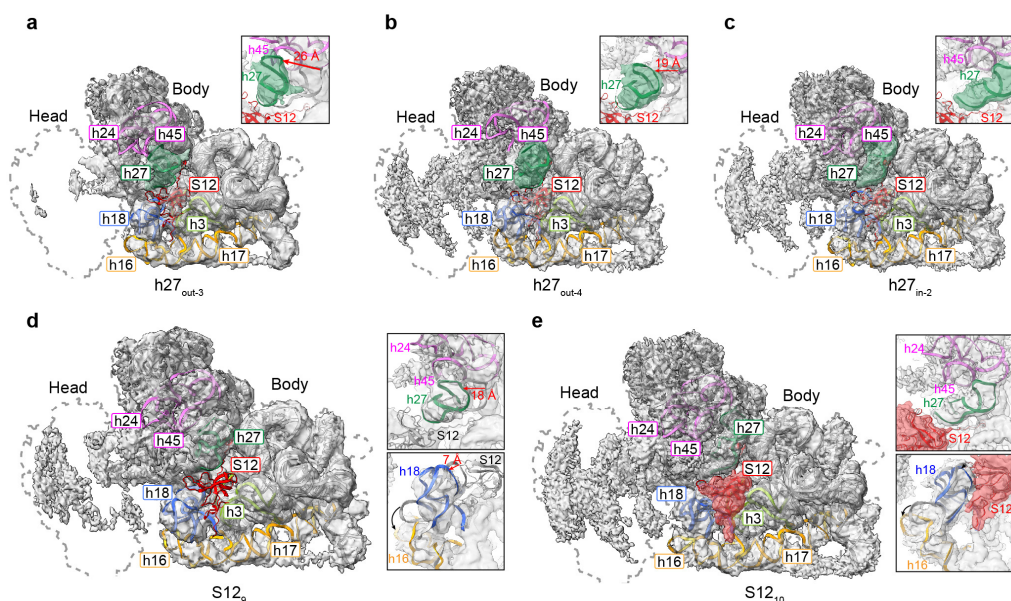 a
Head
Body
h24
h45
h27
S12
h18
h3
h16
h17
h27out-3
h45
26 Å
h27
S12
b
Body
h24
h45
h27
S12
h18
h3
h16
h17
h27out-4
19 Å
h27
S12
c
Body
h24
h45
h27
S12
h18
h3
h16
h17
h27in-2
h45
h27
S12
d
Head
Body
h24
h45
h27
S12
h18
h3
h16
h17
S129
h24
h45
18 Å
h27
S12
7 Å
S12
h18
h16
e
Head
Body
h24
h45
h27
S12
h18
h3
h16
h17
S1210
h24
h45
h27
S12
h18
S12
h16